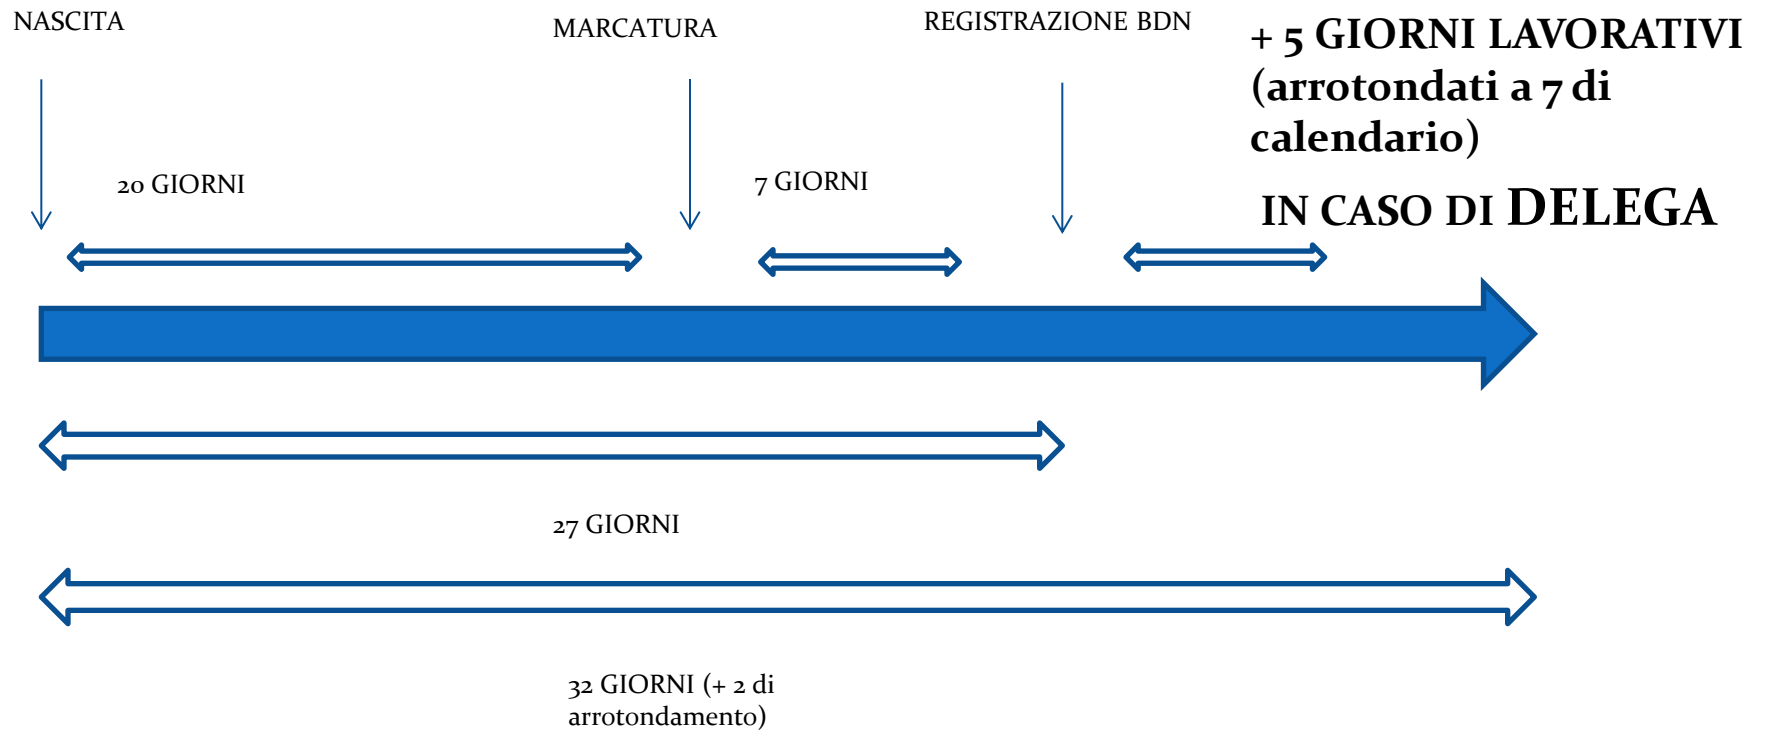 NASCITA
MARCATURA
REGISTRAZIONE BDN
+ 5 GIORNI LAVORATIVI
(arrotondati a 7 di
calendario)
IN CASO DI DELEGA
20 GIORNI
7 GIORNI
27 GIORNI
32 GIORNI (+ 2 di
arrotondamento)